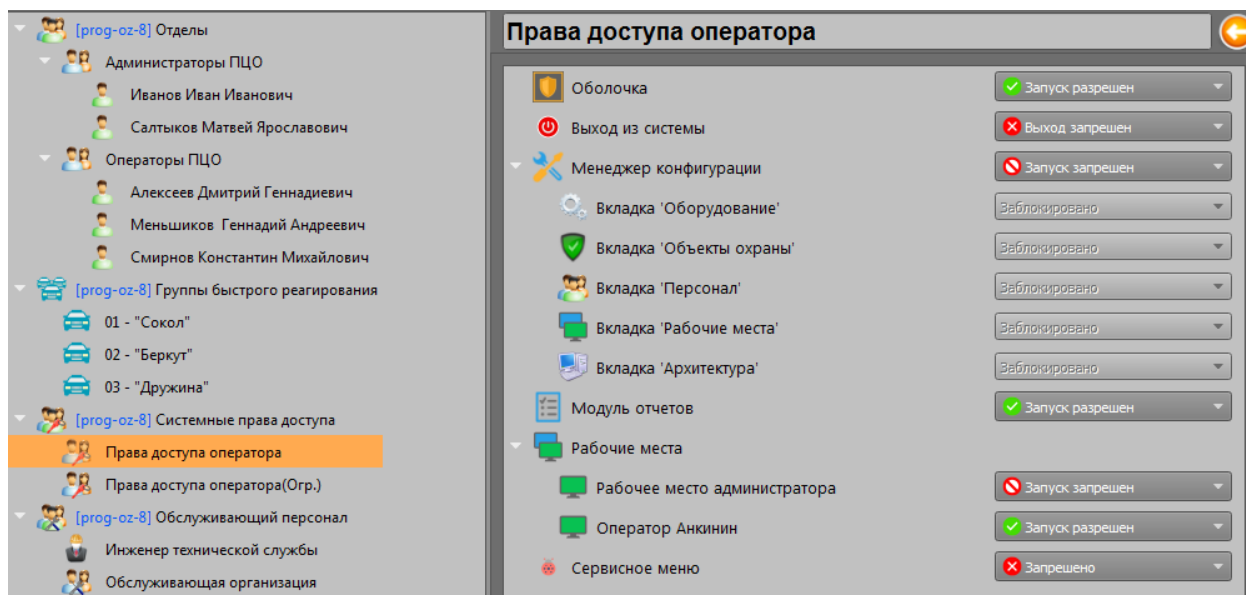 [prog-oz-8] Отделы
Администраторы ПЦО
Иванов Иван Иванович
Салтыков Матвей Ярославович
Операторы ПЦО
Алексеев Дмитрий Геннадиевич
Меньшиков Геннадий Андреевич
Смирнов Константин Михайлович
[prog-oz-8] Группы быстрого реагирования
01 - "Сокол"
02 - "Беркут"
03 - "Дружина"
[prog-oz-8] Системные права доступа
Права доступа оператора
Права доступа оператора(Огр.)
[prog-oz-8] Обслуживающий персонал
Инженер технической службы
Обслуживающая организация
Права доступа оператора
Оболочка Запуск разрешен
Выход из системы Выход запрешен
Менеджер конфигурации Запуск запрешен
Вкладка 'Оборудование' Заблокировано
Вкладка 'Объекты охраны' Заблокировано
Вкладка 'Персонал' Заблокировано
Вкладка 'Рабочие места' Заблокировано
Вкладка 'Архитектура' Заблокировано
Модуль отчетов Запуск разрешен
Рабочие места
Рабочее место администратора Запуск запрешен
Оператор Анкинин Запуск разрешен
Сервисное меню Запрешено